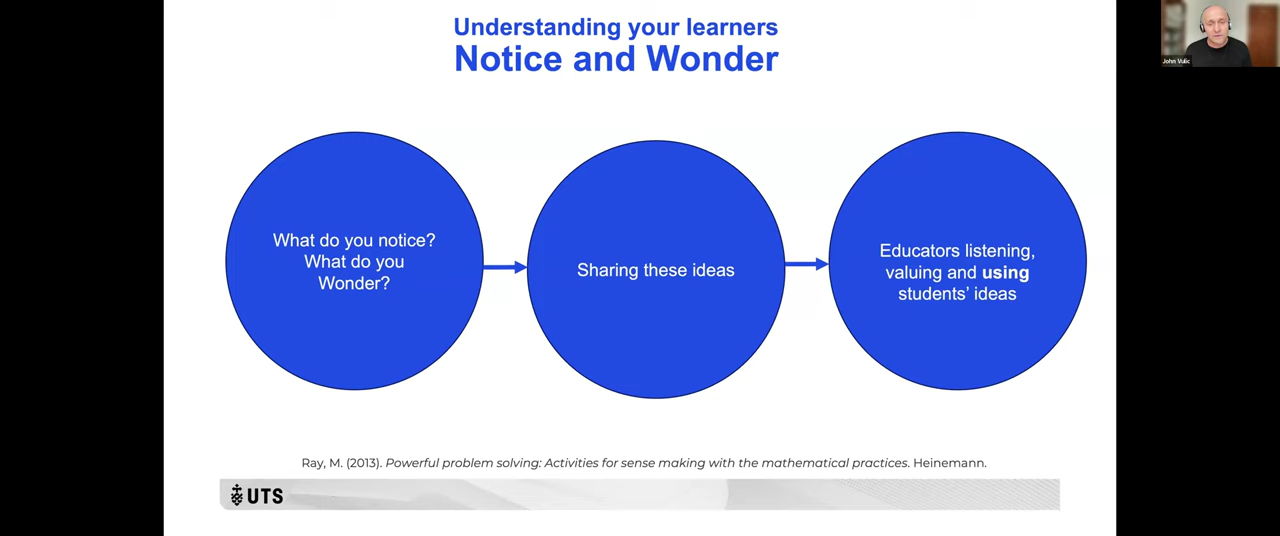 Understanding your learners
Notice and Wonder
John Vulic
What do you notice?
What do you
Wonder?
Sharing these ideas
Educators listening,
valuing and using
students’ ideas
Ray, M. (2013). Powerful problem solving: Activities for sense making with the mathematical practices. Heinemann.
UTS